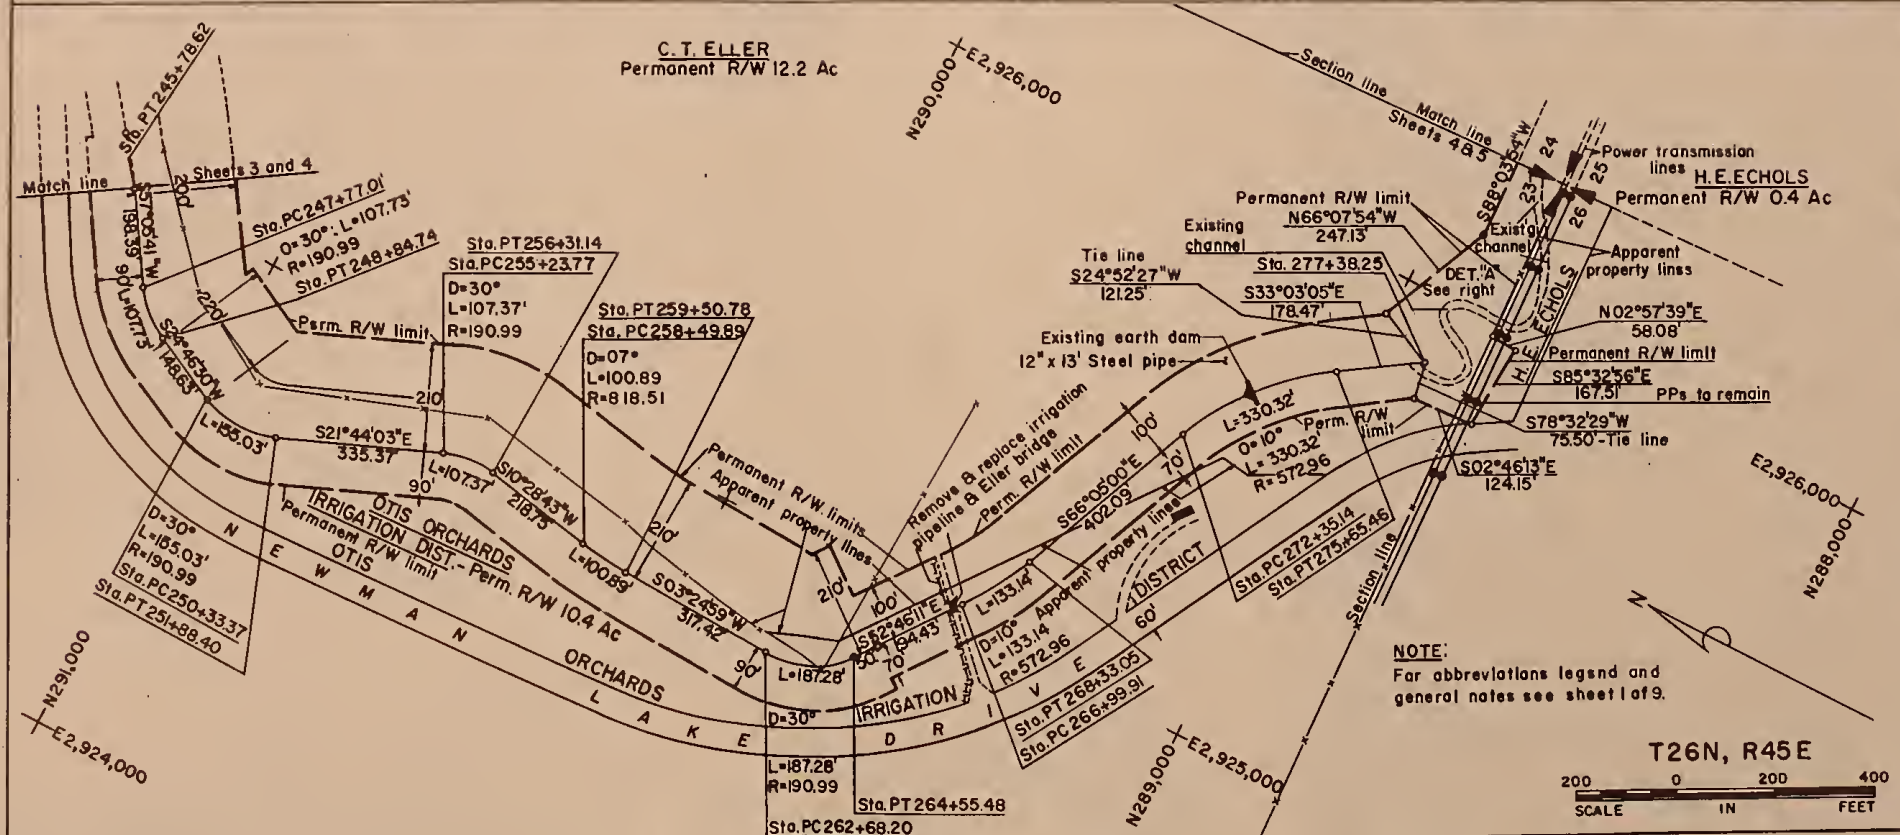 C. T. ELLER
Permanent R/W 12.2 Ac
Sta. PT 245+78.62
Match line
Sheets 3 and 4
S 57°05'41" W
198.39
200'
Sta. PC 247+77.01'
D=30°; L=107.73'
R=190.99
Sta. PT 248+84.74
90'
L=107.73'
220'
S24°46'30"W
148.63'
Perm. R/W limit
Sta. PT 256+31.14
Sta. PC 255+23.77
D=30°
L=107.37'
R=190.99
Sta. PT 259+50.78
Sta. PC 258+49.89
D=07°
L=100.89
R=818.51
210'
L=155.03'
S21°44'03"E
335.37'
90'
L=107.37'
S10°28'43"W
218.75'
L=100.89'
210'
S03°24'59"W
317.42'
Permanent R/W limits
Apparent property lines
OTIS ORCHARDS
IRRIGATION DIST. - Perm. R/W 10.4 Ac
Permanent R/W limit
D=30°
L=155.03'
R=190.99
Sta. PC 250+33.37
Sta. PT 251+88.40
NEWMAN LAKE DRIVE
OTIS ORCHARDS IRRIGATION DISTRICT
N291,000
E2,924,000
N290,000
E2,926,000
90'
L=187.28'
D=30°
L=187.28'
R=190.99
Sta. PC 262+68.20
Sta. PT 264+55.48
210'
100'
S52°46'11"E
194.43'
50'
70'
L=133.14'
D=10°
L=133.14
R=572.96
Sta. PT 268+33.05
Sta. PC 266+99.91
Remove & replace irrigation
pipeline & Eller bridge
Perm. R/W limit
S66°05'00"E
402.09
Apparent property lines
60'
100'
70'
L=330.32'
D=10°
L=330.32'
R=572.96
Perm. R/W
limit
Sta. PC 272+35.14
Sta. PT 275+65.46
Existing earth dam
12" x 13' Steel pipe
Tie line
S24°52'27"W
121.25'
S33°03'05"E
178.47'
Sta. 277+38.25
Existing
channel
Permanent R/W limit
N66°07'54"W
247.13'
Section line
Match line
Sheets 4&5
S88°03'54"W
24
25
23
26
Power transmission
lines
H. E. ECHOLS
Permanent R/W 0.4 Ac
Existg
channel
Apparent
property lines
DET. "A"
See right
H. E. ECHOLS
N02°57'39"E
58.08'
Permanent R/W limit
S85°32'56"E
167.51'
PPs to remain
S78°32'29"W
75.50'-Tie line
S02°46'13"E
124.15'
Section line
E2,926,000
N288,000
N289,000
E2,925,000
N
NOTE:
For abbreviations legend and
general notes see sheet 1 of 9.
T26N, R45E
200 0 200 400
SCALE IN FEET